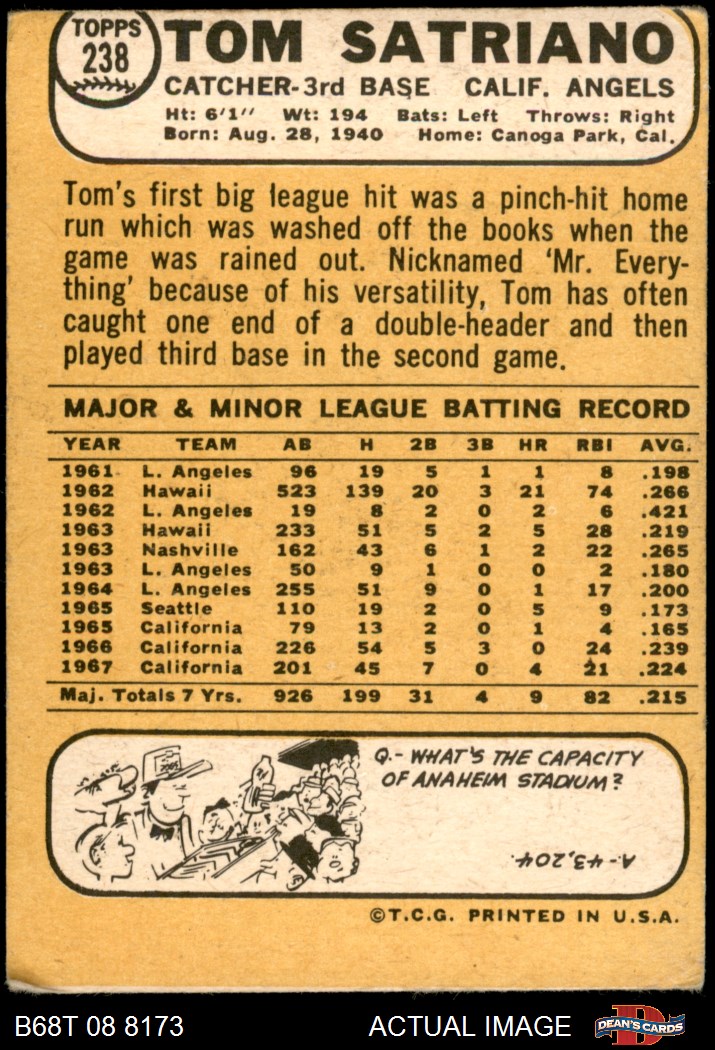 TOPPS
238
TOM SATRIANO
CATCHER-3rd BASE CALIF. ANGELS
Ht: 6'1" Wt: 194 Bats: Left Throws: Right
Born: Aug. 28, 1940 Home: Canoga Park, Cal.
Tom's first big league hit was a pinch-hit home
run which was washed off the books when the
game was rained out. Nicknamed 'Mr. Every-
thing' because of his versatility, Tom has often
caught one end of a double-header and then
played third base in the second game.
MAJOR & MINOR LEAGUE BATTING RECORD
YEAR TEAM AB H 2B 3B HR RBI AVG.
1961 L. Angeles 96 19 5 1 1 8 .198
1962 Hawaii 523 139 20 3 21 74 .266
1962 L. Angeles 19 8 2 0 2 6 .421
1963 Hawaii 233 51 5 2 5 28 .219
1963 Nashville 162 43 6 1 2 22 .265
1963 L. Angeles 50 9 1 0 0 2 .180
1964 L. Angeles 255 51 9 0 1 17 .200
1965 Seattle 110 19 2 0 5 9 .173
1965 California 79 13 2 0 1 4 .165
1966 California 226 54 5 3 0 24 .239
1967 California 201 45 7 0 4 21 .224
Maj. Totals 7 Yrs. 926 199 31 4 9 82 .215
Q.- WHAT'S THE CAPACITY
OF ANAHEIM STADIUM?
A-43,204.
©T.C.G. PRINTED IN U.S.A.
B68T 08 8173 ACTUAL IMAGE
DEAN'S CARDS